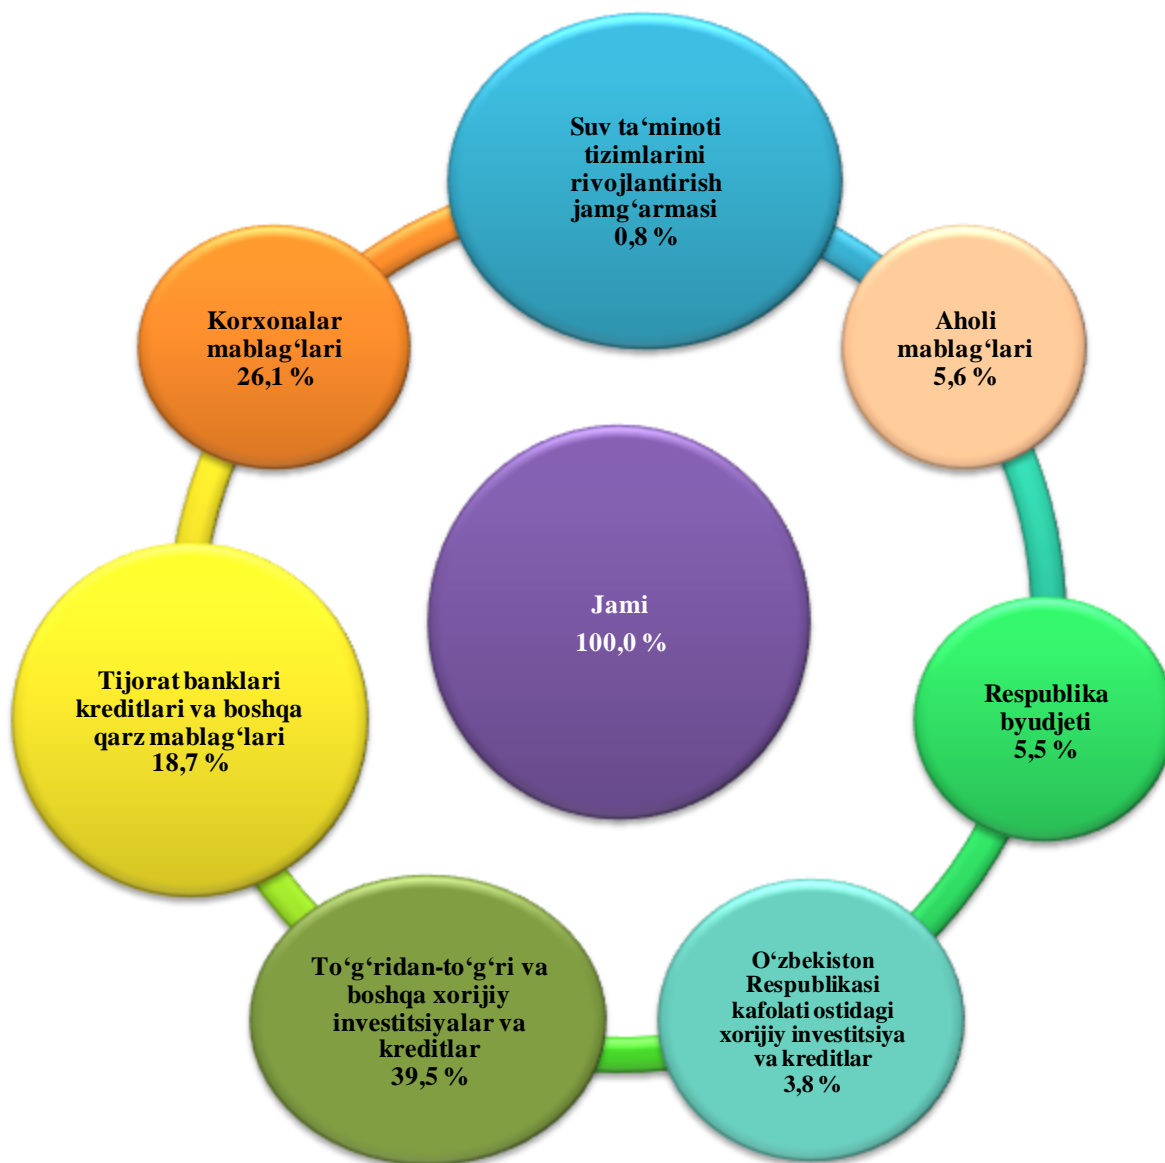 Suv ta‘minoti
tizimlarini
rivojlantirish
jamg‘armasi
0,8 %
Aholi
mablag‘lari
5,6 %
Respublika
byudjeti
5,5 %
O‘zbekiston
Respublikasi
kafolati ostidagi
xorijiy investitsiya
va kreditlar
3,8 %
To‘g‘ridan-to‘g‘ri va
boshqa xorijiy
investitsiyalar va
kreditlar
39,5 %
Tijorat banklari
kreditlari va boshqa
qarz mablag‘lari
18,7 %
Korxonalar
mablag‘lari
26,1 %
Jami
100,0 %